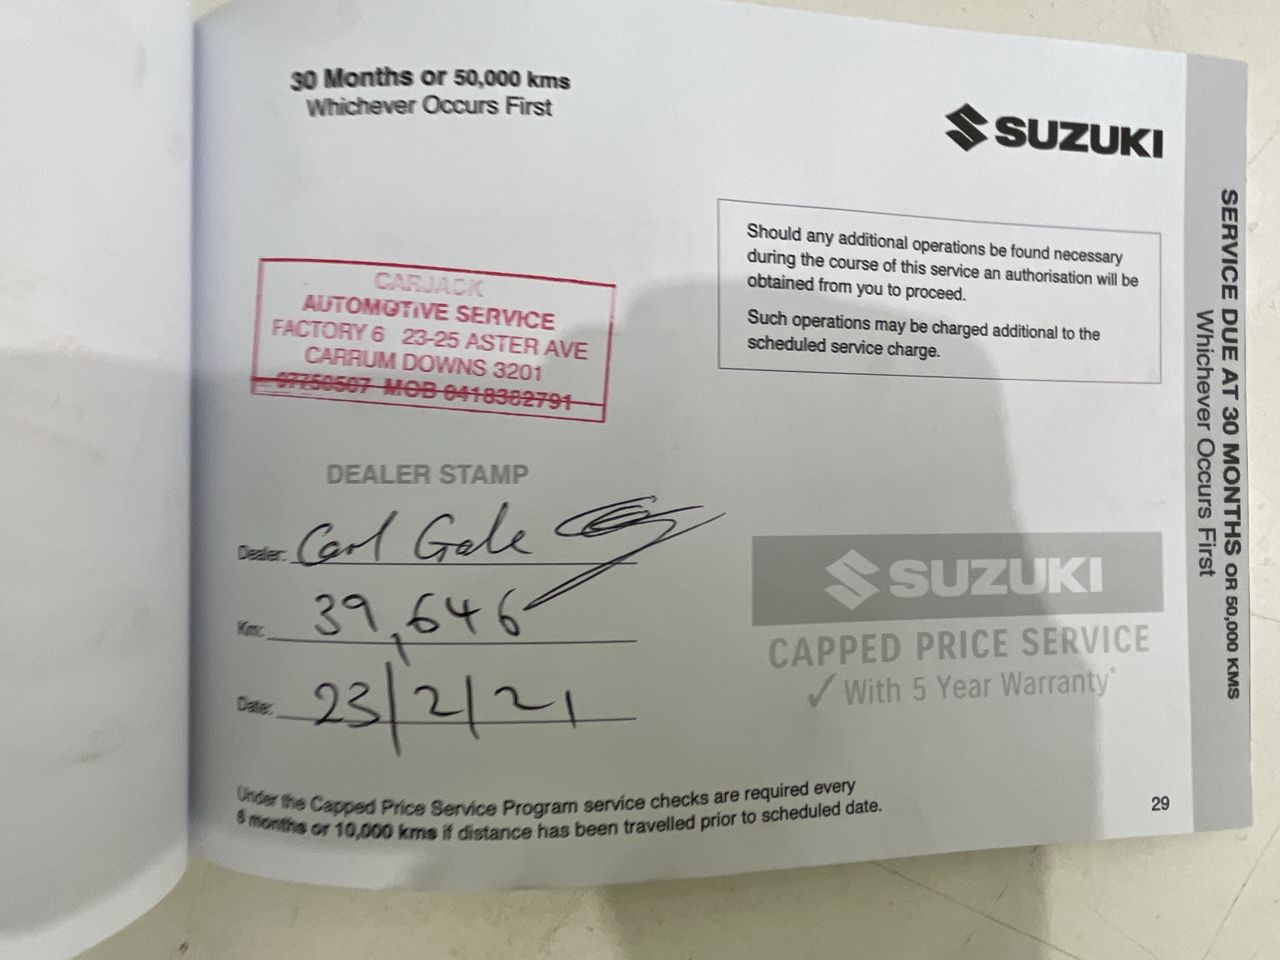 30 Months or 50,000 kms
Whichever Occurs First
SUZUKI
CARJACK
AUTOMOTIVE SERVICE
FACTORY 6 23-25 ASTER AVE
CARRUM DOWNS 3201
97750507 MOB 0418382791
DEALER STAMP
Dealer: Carl Gale
Km: 39,646
Date: 23/2/21
Should any additional operations be found necessary
during the course of this service an authorisation will be
obtained from you to proceed.
Such operations may be charged additional to the
scheduled service charge.
SUZUKI
CAPPED PRICE SERVICE
✓ With 5 Year Warranty*
Under the Capped Price Service Program service checks are required every
6 months or 10,000 kms if distance has been travelled prior to scheduled date.
29
SERVICE DUE AT 30 MONTHS OR 50,000 KMS
Whichever Occurs First